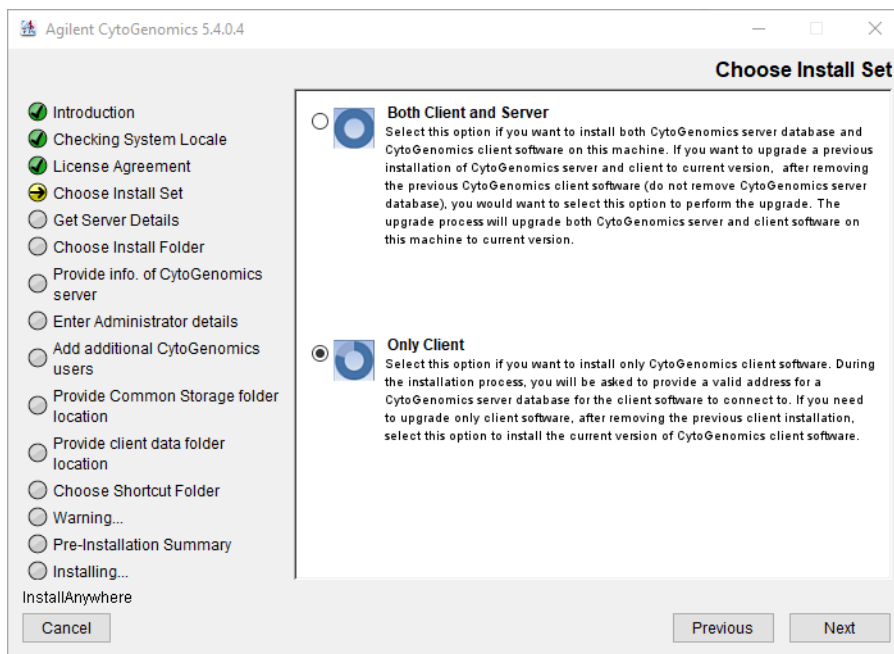 Agilent CytoGenomics 5.4.0.4
Choose Install Set
Introduction
Checking System Locale
License Agreement
Choose Install Set
Get Server Details
Choose Install Folder
Provide info. of CytoGenomics
server
Enter Administrator details
Add additional CytoGenomics
users
Provide Common Storage folder
location
Provide client data folder
location
Choose Shortcut Folder
Warning...
Pre-Installation Summary
Installing...
Both Client and Server
Select this option if you want to install both CytoGenomics server database and
CytoGenomics client software on this machine. If you want to upgrade a previous
installation of CytoGenomics server and client to current version, after removing
the previous CytoGenomics client software (do not remove CytoGenomics server
database), you would want to select this option to perform the upgrade. The
upgrade process will upgrade both CytoGenomics server and client software on
this machine to current version.
Only Client
Select this option if you want to install only CytoGenomics client software. During
the installation process, you will be asked to provide a valid address for a
CytoGenomics server database for the client software to connect to. If you need
to upgrade only client software, after removing the previous client installation,
select this option to install the current version of CytoGenomics client software.
InstallAnywhere
Cancel
Previous
Next